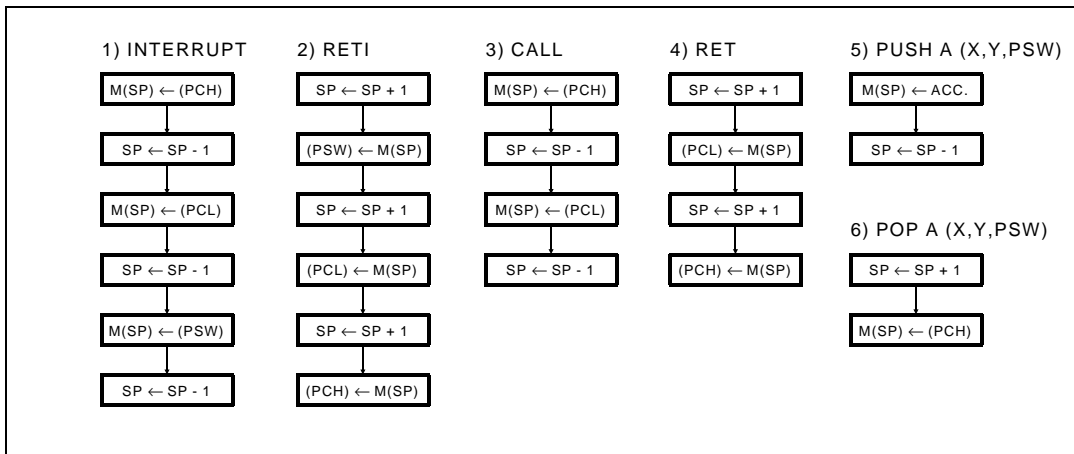 1) INTERRUPT
M(SP) ← (PCH)
SP ← SP - 1
M(SP) ← (PCL)
SP ← SP - 1
M(SP) ← (PSW)
SP ← SP - 1
2) RETI
SP ← SP + 1
(PSW) ← M(SP)
SP ← SP + 1
(PCL) ← M(SP)
SP ← SP + 1
(PCH) ← M(SP)
3) CALL
M(SP) ← (PCH)
SP ← SP - 1
M(SP) ← (PCL)
SP ← SP - 1
4) RET
SP ← SP + 1
(PCL) ← M(SP)
SP ← SP + 1
(PCH) ← M(SP)
5) PUSH A (X,Y,PSW)
M(SP) ← ACC.
SP ← SP - 1
6) POP A (X,Y,PSW)
SP ← SP + 1
M(SP) ← (PCH)